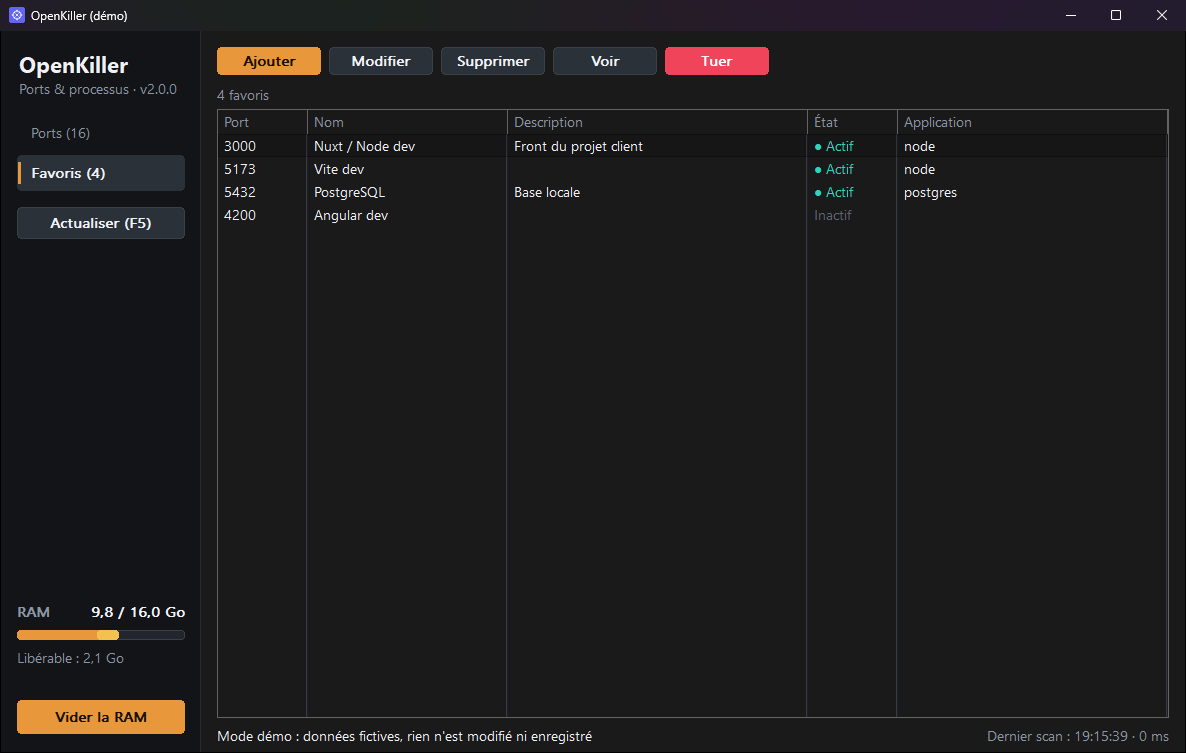 OpenKiller (démo)
OpenKiller
Ports & processus · v2.0.0
Ports (16)
Favoris (4)
Actualiser (F5)
RAM 9,8 / 16,0 Go
Libérable : 2,1 Go
Vider la RAM
Ajouter Modifier Supprimer Voir Tuer
4 favoris
Port Nom Description État Application
3000 Nuxt / Node dev Front du projet client ● Actif node
5173 Vite dev ● Actif node
5432 PostgreSQL Base locale ● Actif postgres
4200 Angular dev Inactif
Mode démo : données fictives, rien n'est modifié ni enregistré
Dernier scan : 19:15:39 · 0 ms